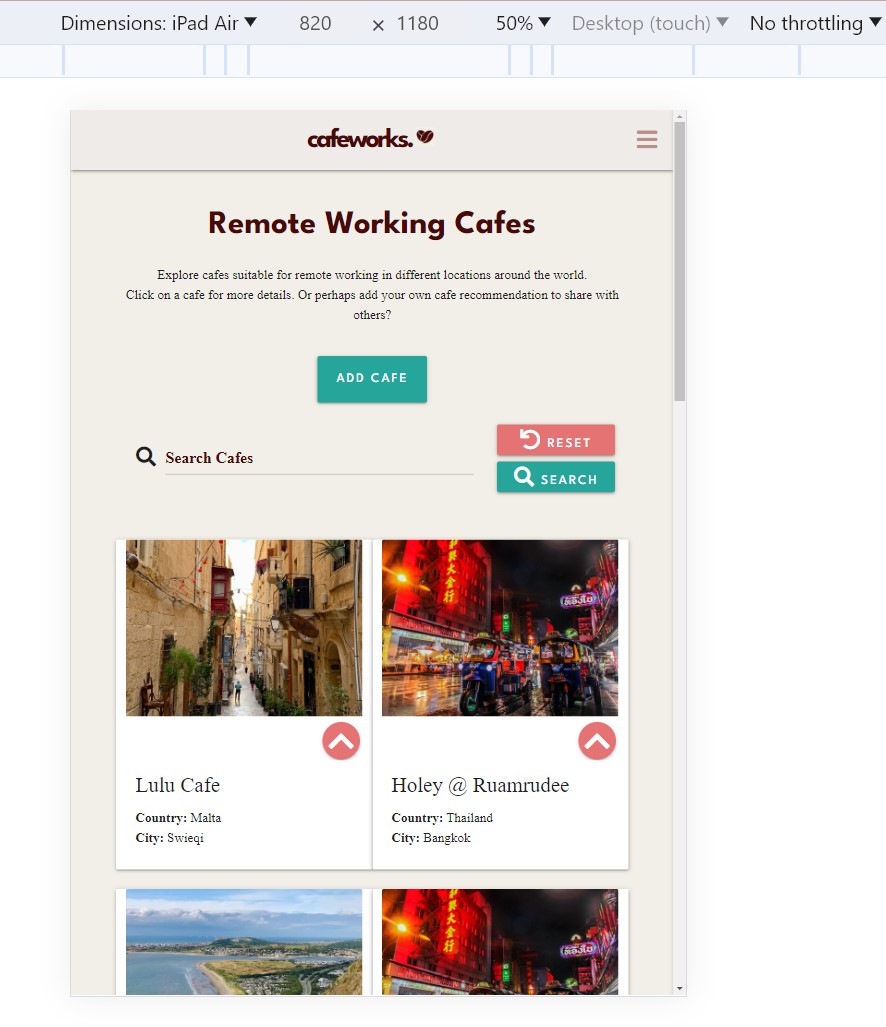 Dimensions: iPad Air 820 × 1180 50% Desktop (touch) No throttling
cafeworks.
Remote Working Cafes
Explore cafes suitable for remote working in different locations around the world.
Click on a cafe for more details. Or perhaps add your own cafe recommendation to share with
others?
ADD CAFE
RESET
Search Cafes
SEARCH
Lulu Cafe
Country: Malta
City: Swieqi
Holey @ Ruamrudee
Country: Thailand
City: Bangkok